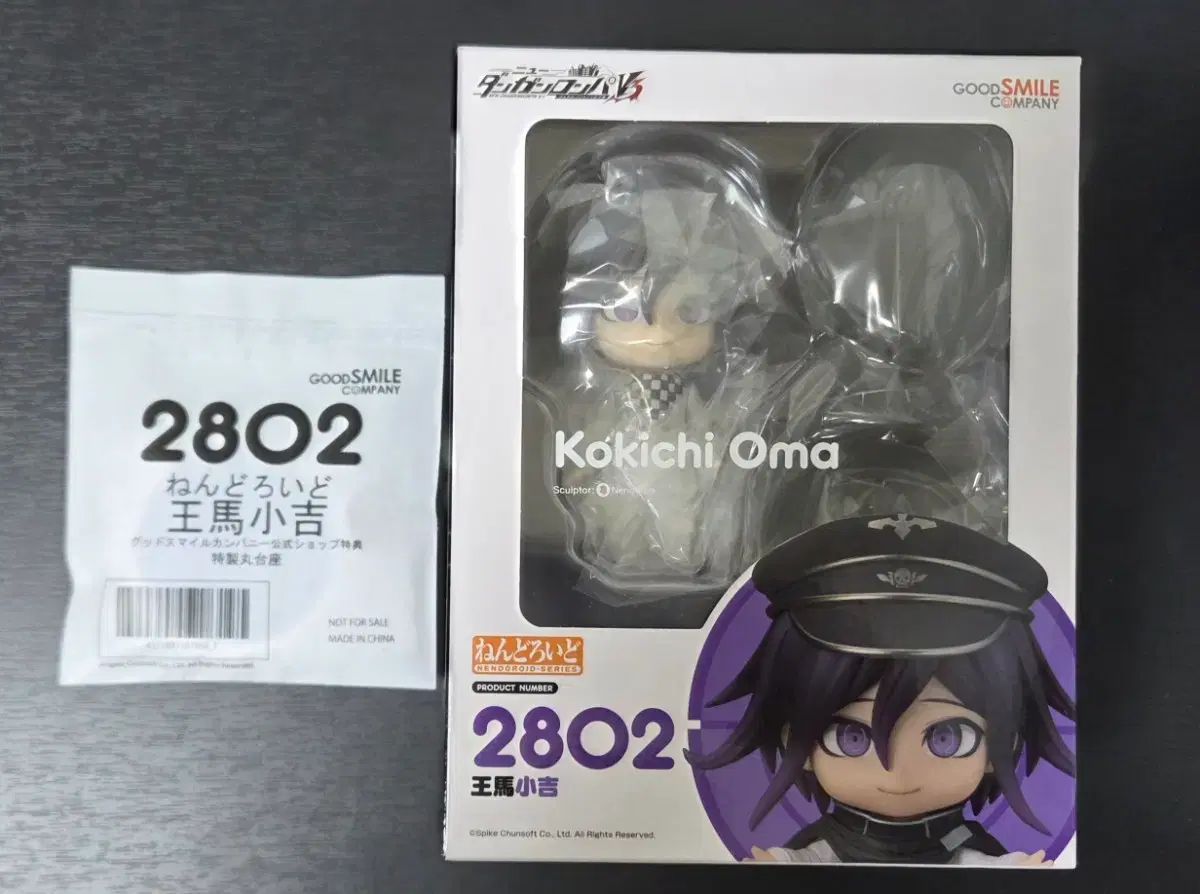 GOOD SMILE
COMPANY
2802
ねんどろいど
王馬小吉
グッドスマイルカンパニー公式ショップ特典
特製丸台座
NOT FOR SALE
MADE IN CHINA
ニュー
ダンガンロンパV3
GOOD SMILE
COMPANY
Kokichi Oma
Sculptor:
ねんどろいど
NENDOROID-SERIES
PRODUCT NUMBER
2802
王馬小吉
©Spike Chunsoft Co., Ltd. All Rights Reserved.